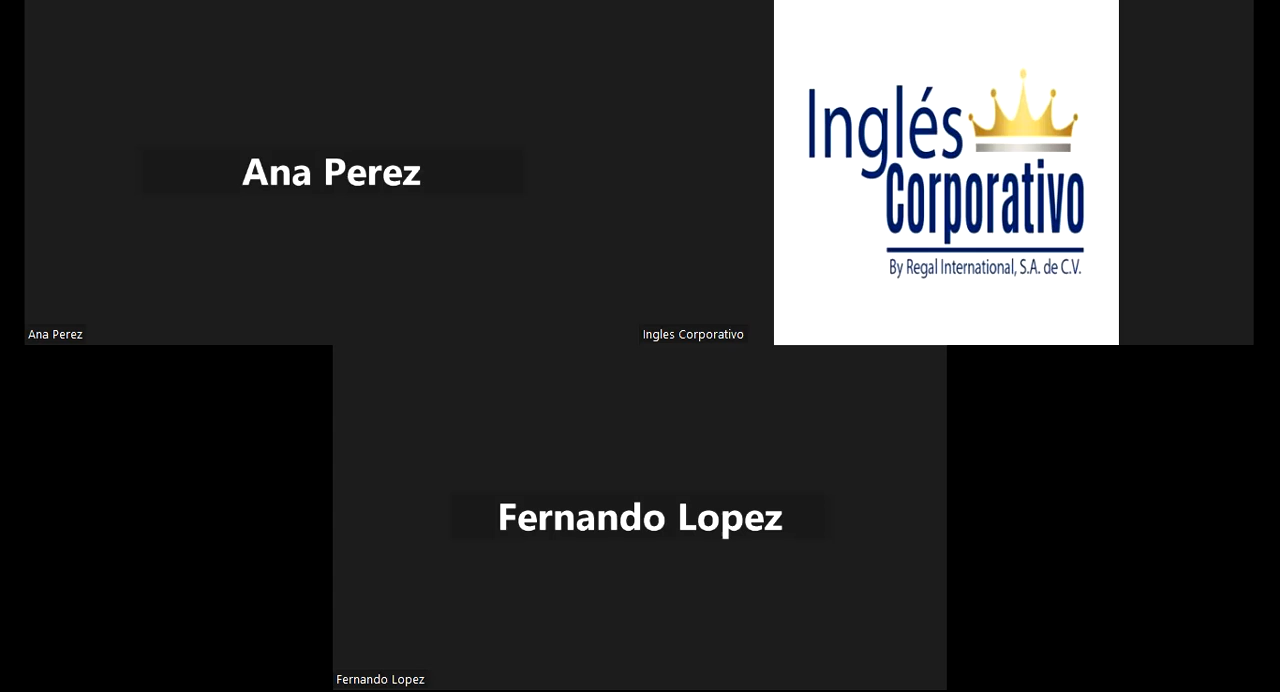 Ana Perez
Ana Perez
Inglés
Corporativo
By Regal International, S.A. de C.V.
Ingles Corporativo
Fernando Lopez
Fernando Lopez